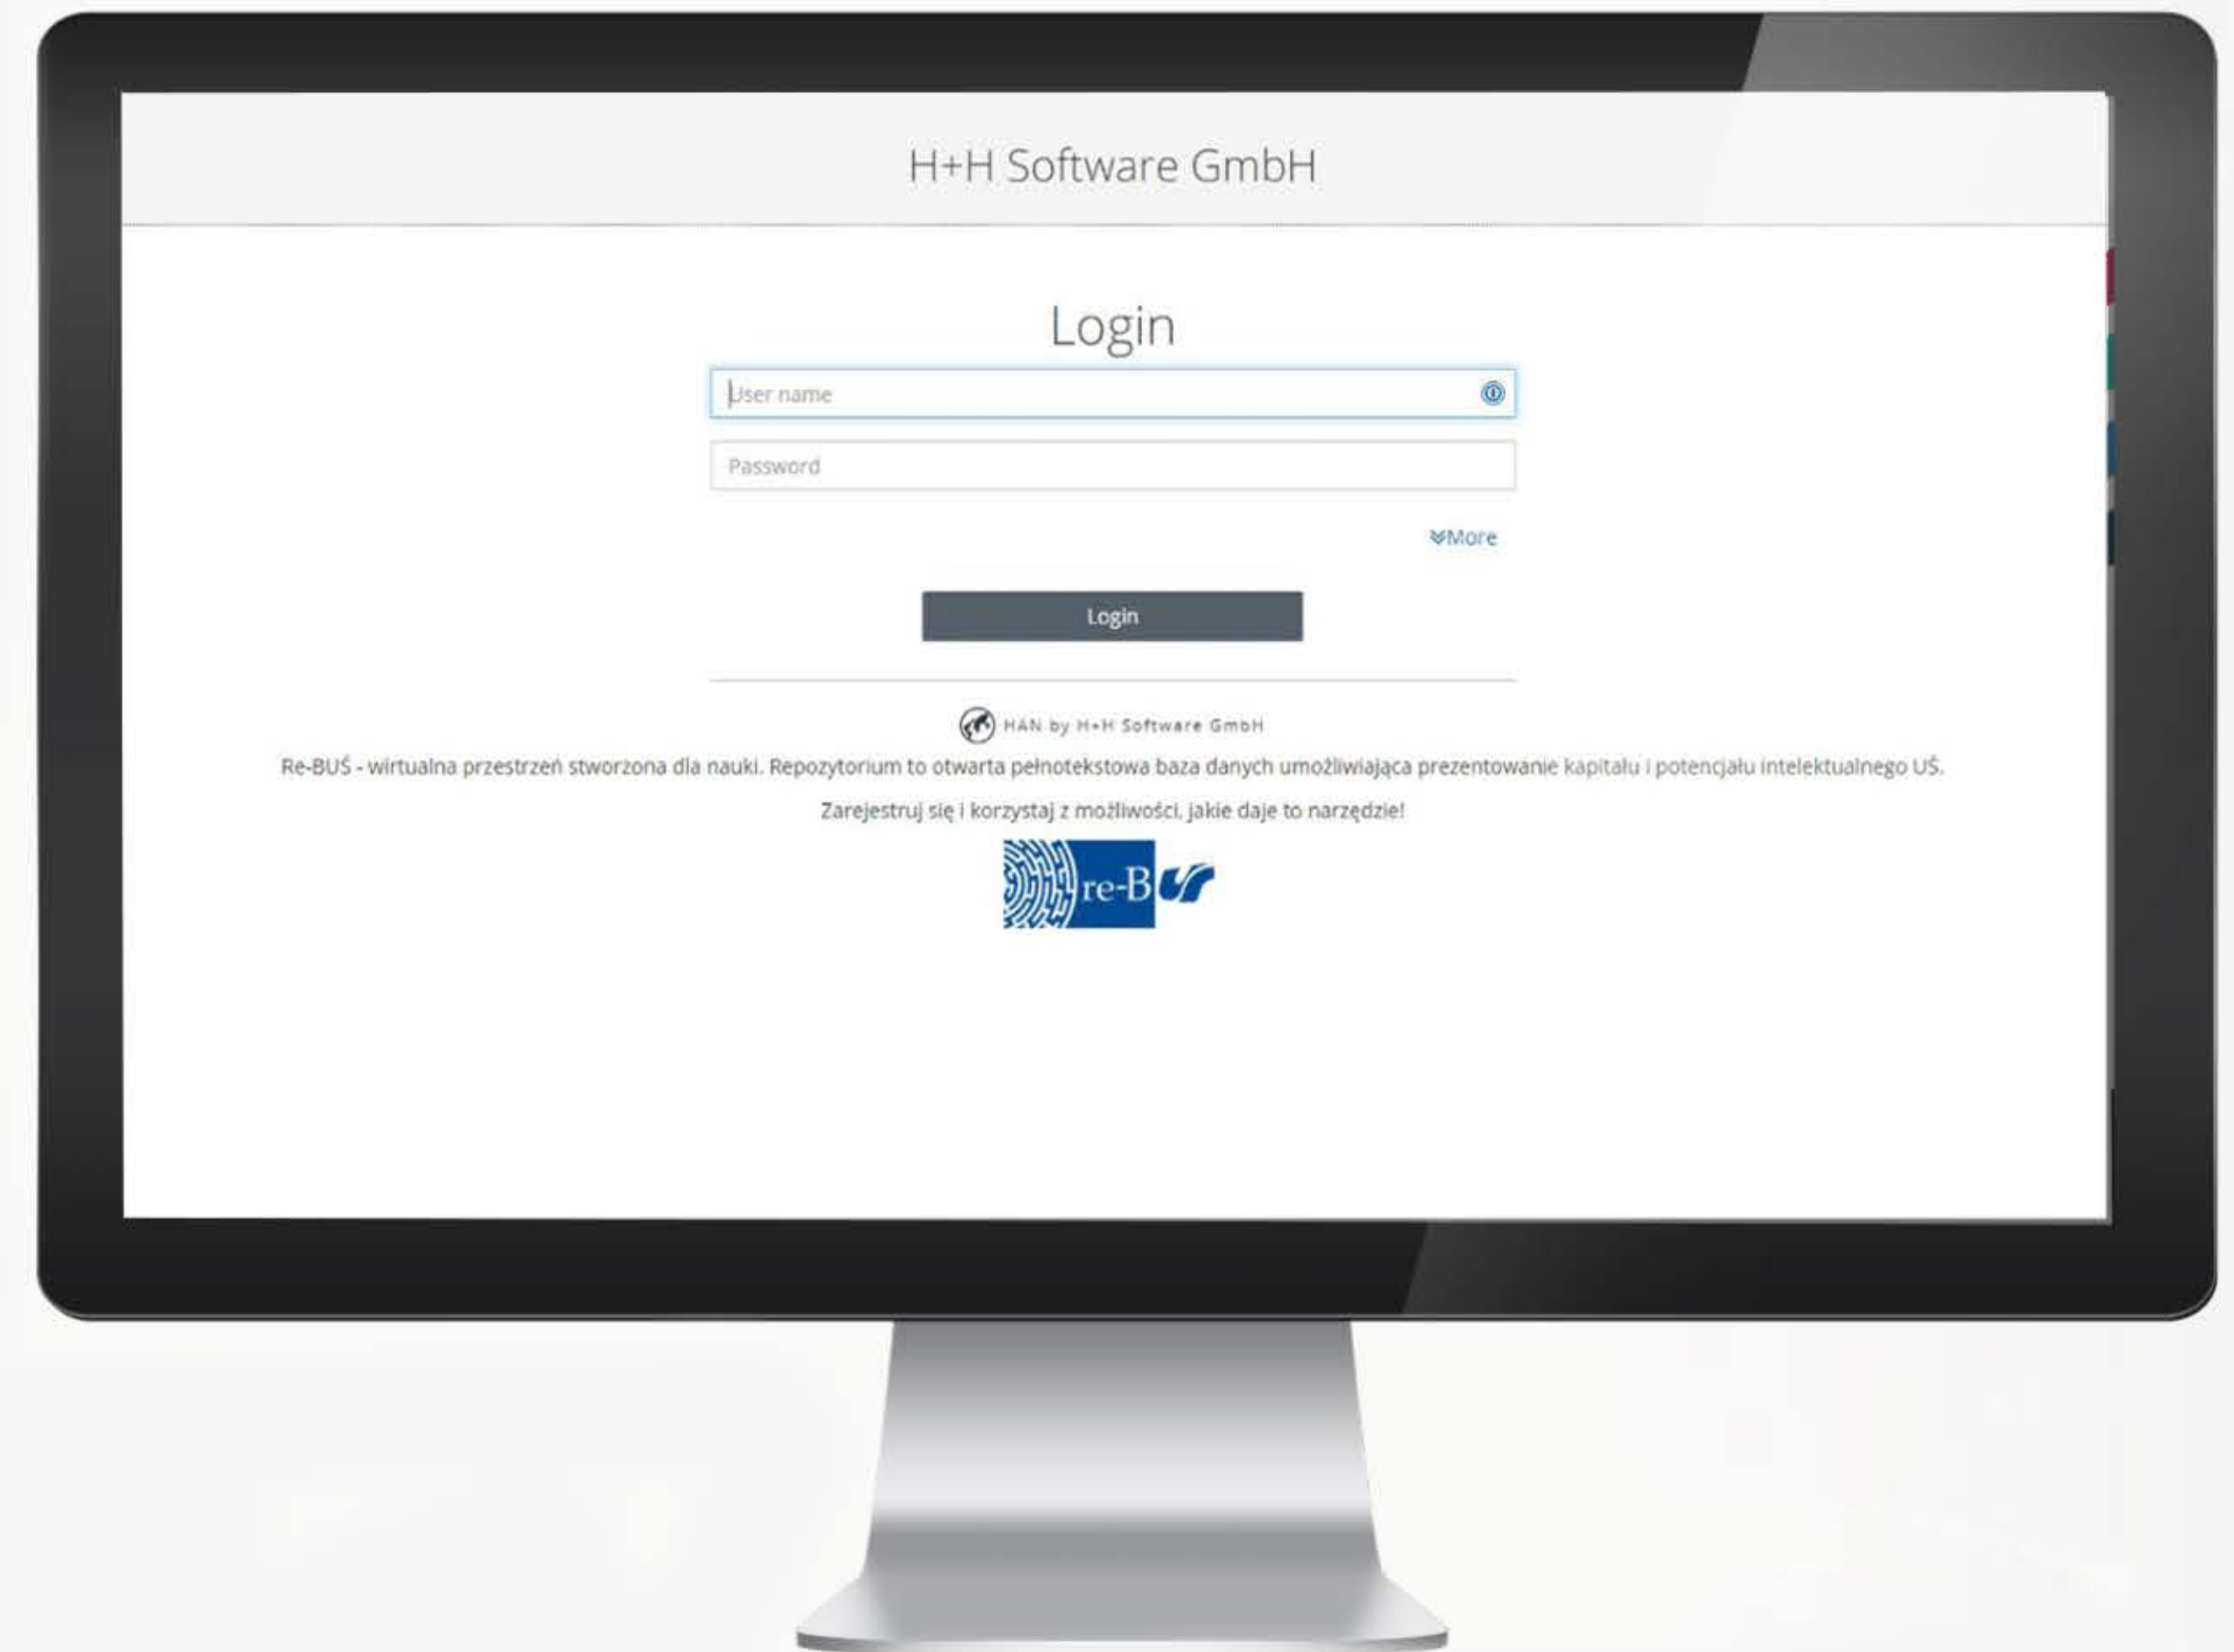 H+H Software GmbH
Login
User name
Password
More
Login
HAN by H+H Software GmbH
Re-BUŚ - wirtualna przestrzeń stworzona dla nauki. Repozytorium to otwarta pełnotekstowa baza danych umożliwiająca prezentowanie kapitału i potencjału intelektualnego UŚ.
Zarejestruj się i korzystaj z możliwości, jakie daje to narzędzie!
re-BUŚ